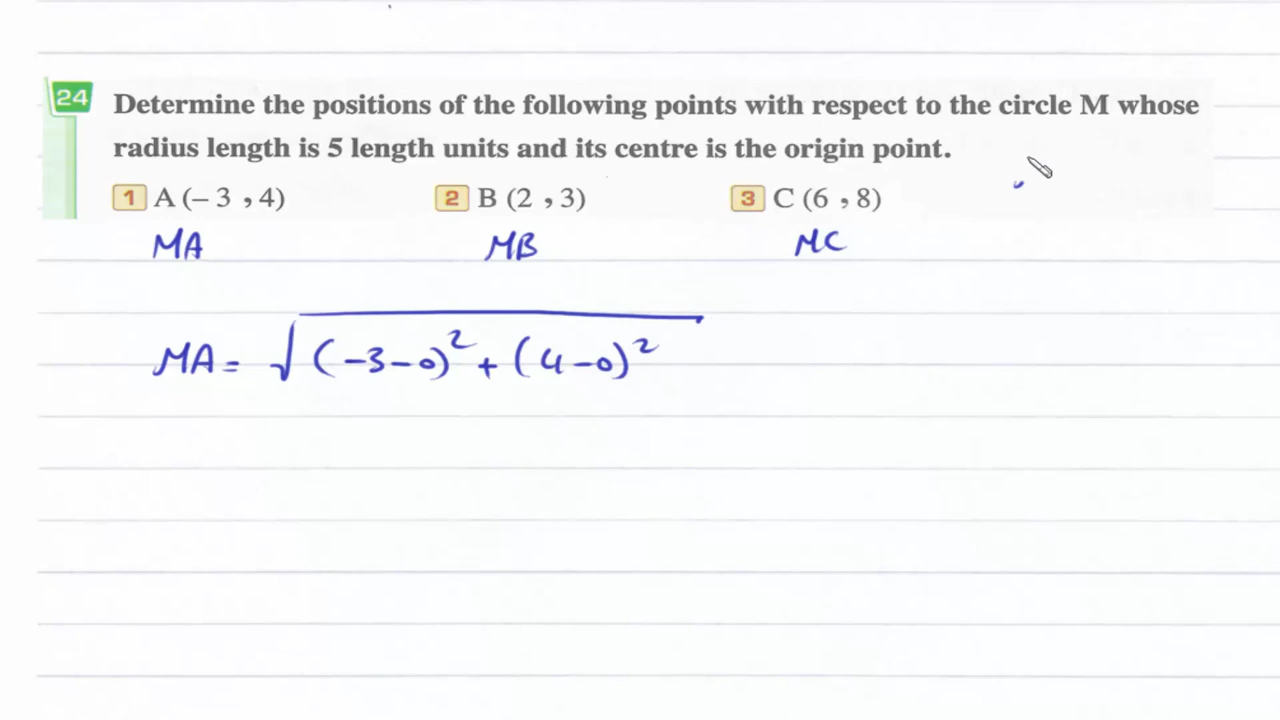 24 Determine the positions of the following points with respect to the circle M whose
radius length is 5 length units and its centre is the origin point.
1 A (– 3 , 4) 2 B (2 , 3) 3 C (6 , 8)
MA MB MC
MA = √(-3-0)² + (4-0)²